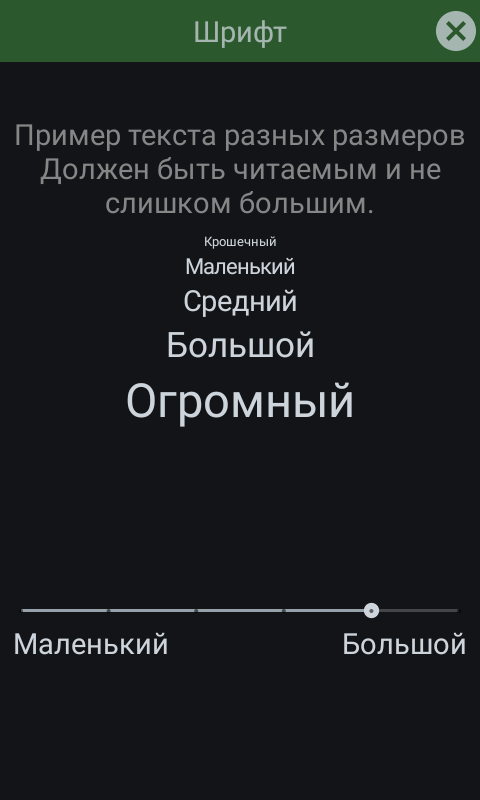 Шрифт
Пример текста разных размеров
Должен быть читаемым и не
слишком большим.
Крошечный
Маленький
Средний
Большой
Огромный
Маленький Большой